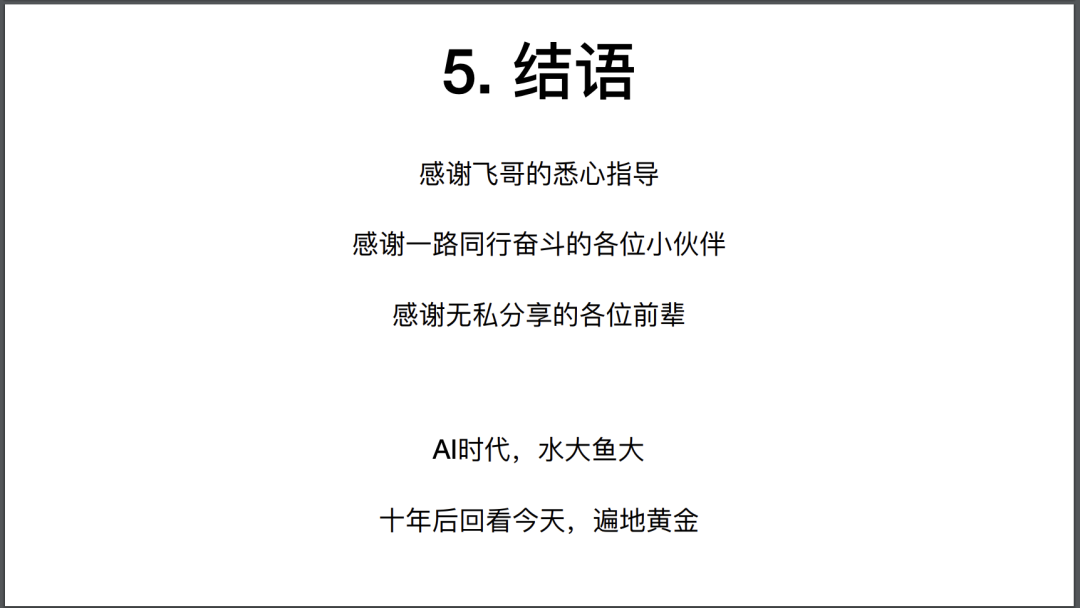 5. 结语
感谢飞哥的悉心指导
感谢一路同行奋斗的各位小伙伴
感谢无私分享的各位前辈
AI时代，水大鱼大
十年后回看今天，遍地黄金